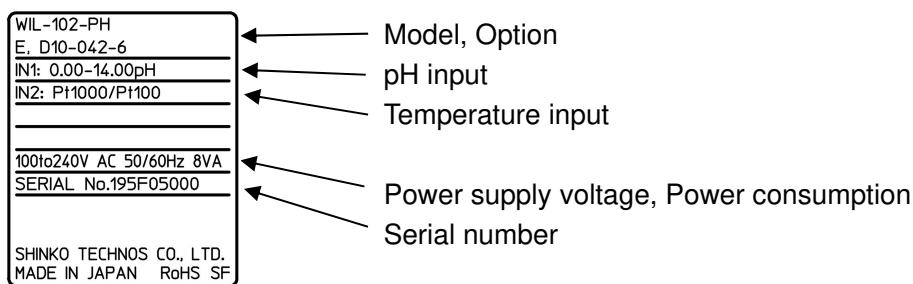 WIL-102-PH
E, D10-042-6
IN1: 0.00-14.00pH
IN2: Pt1000/Pt100
100to240V AC 50/60Hz 8VA
SERIAL No.195F05000
SHINKO TECHNOS CO., LTD.
MADE IN JAPAN RoHS SF
Model, Option
pH input
Temperature input
Power supply voltage, Power consumption
Serial number